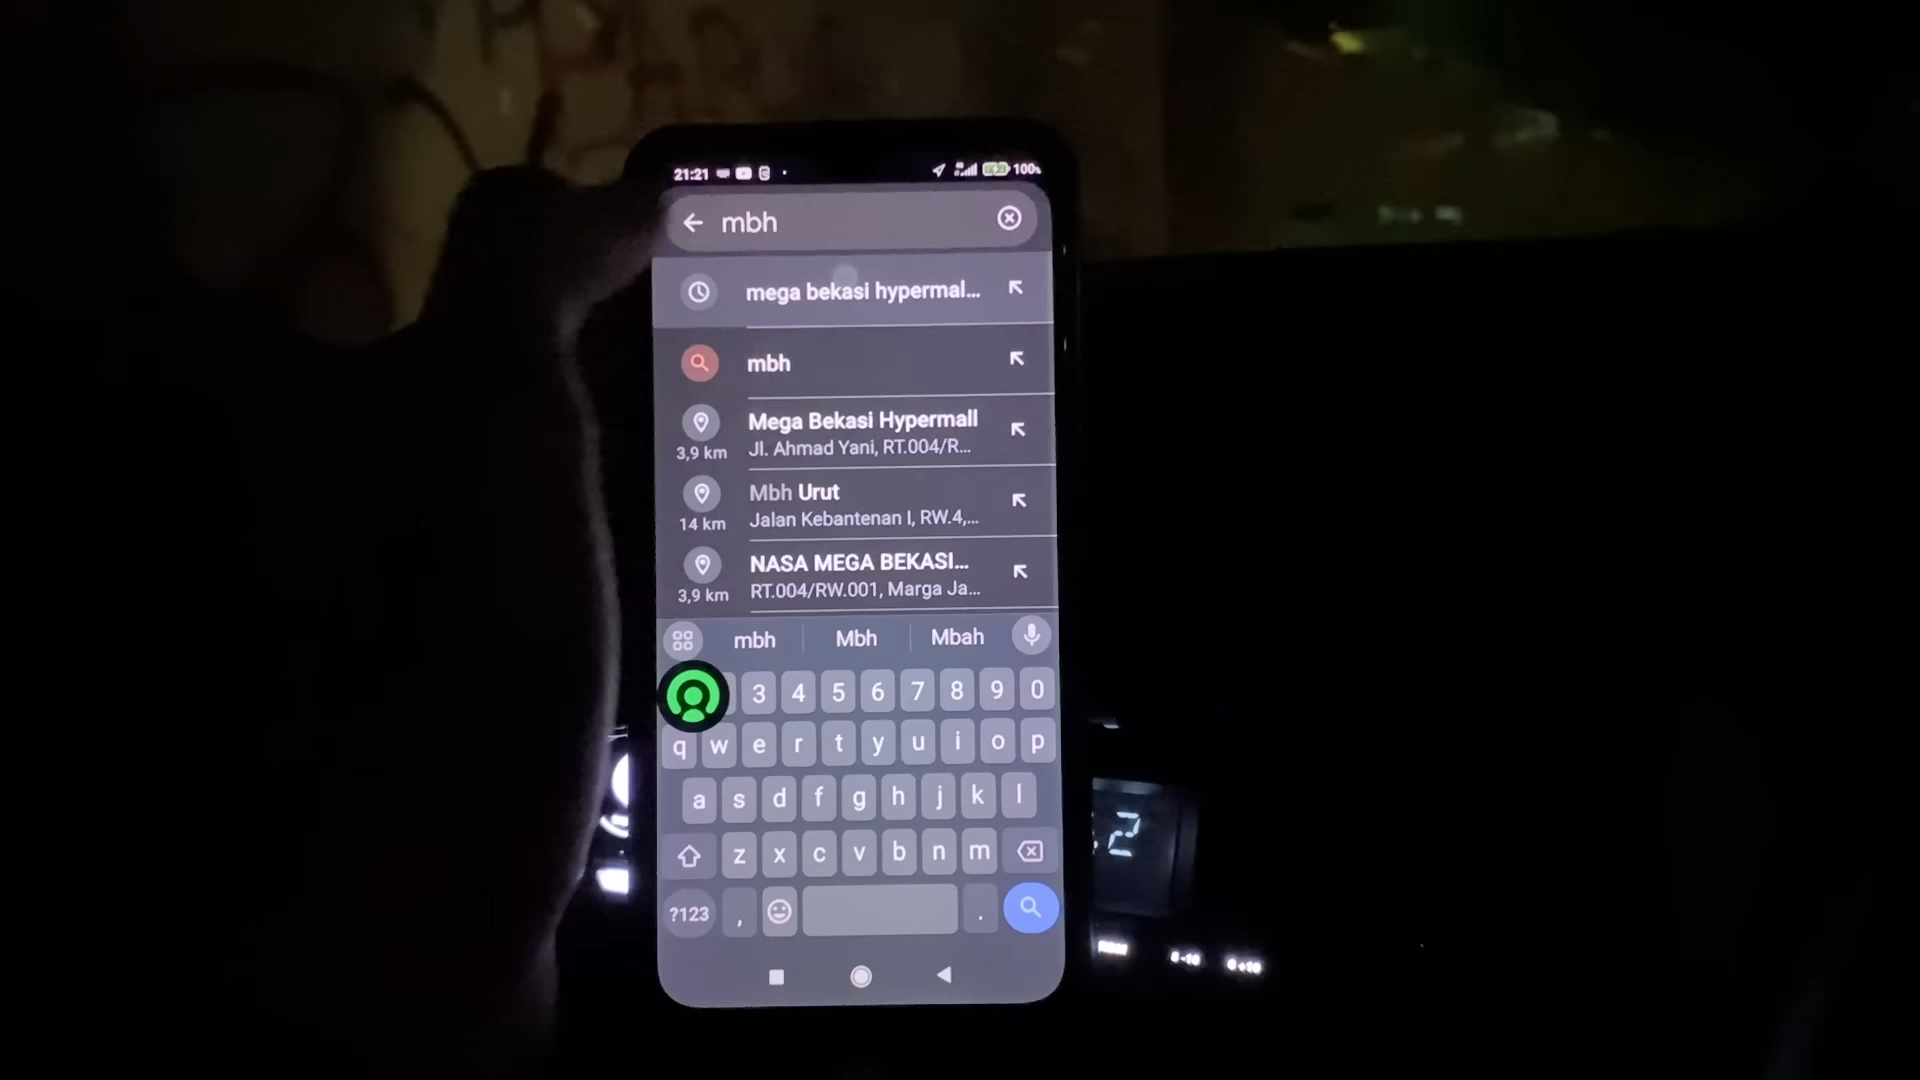 21:21
100%
mbh
mega bekasi hypermal...
mbh
Mega Bekasi Hypermall
3,9 km
Jl. Ahmad Yani, RT.004/R...
Mbh Urut
14 km
Jalan Kebantenan I, RW.4,...
NASA MEGA BEKASI...
3,9 km
RT.004/RW.001, Marga Ja...
mbh Mbh Mbah
3 4 5 6 7 8 9 0
q w e r t y u i o p
a s d f g h j k l
z x c v b n m
?123 , .
2